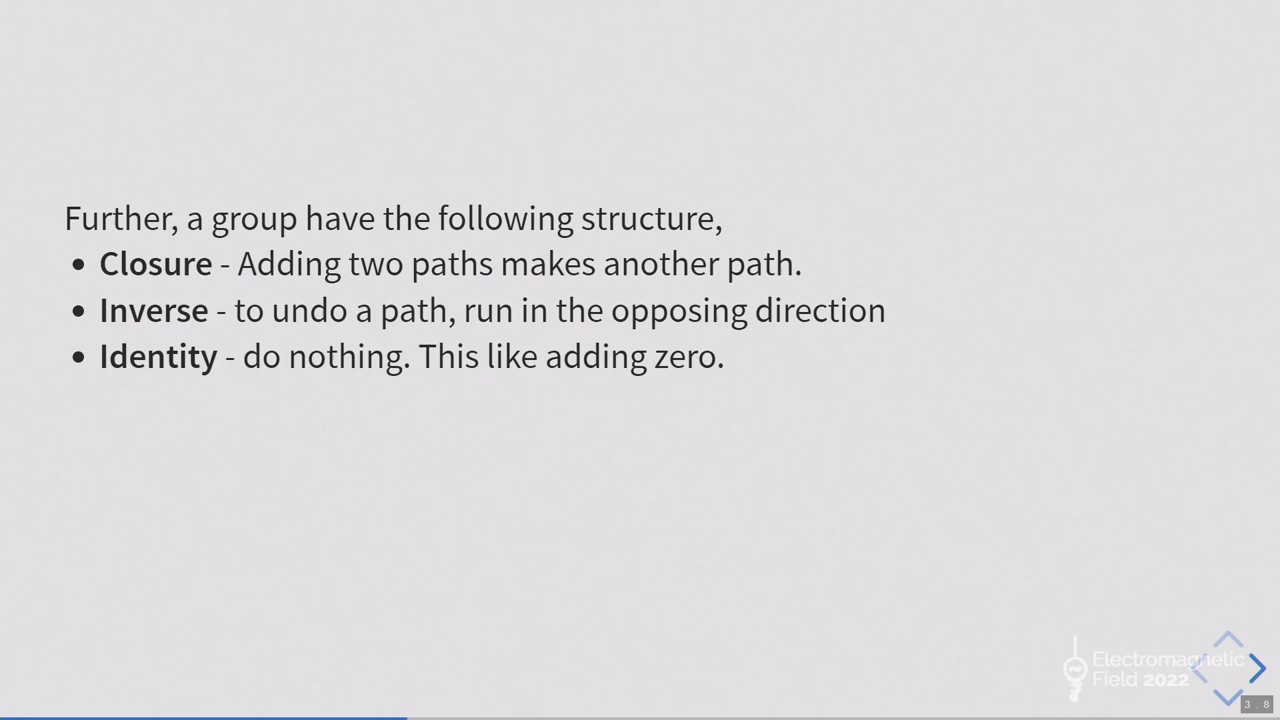 Further, a group have the following structure,
• Closure - Adding two paths makes another path.
• Inverse - to undo a path, run in the opposing direction
• Identity - do nothing. This like adding zero.
Electromagnetic
Field 2022
3 . 8